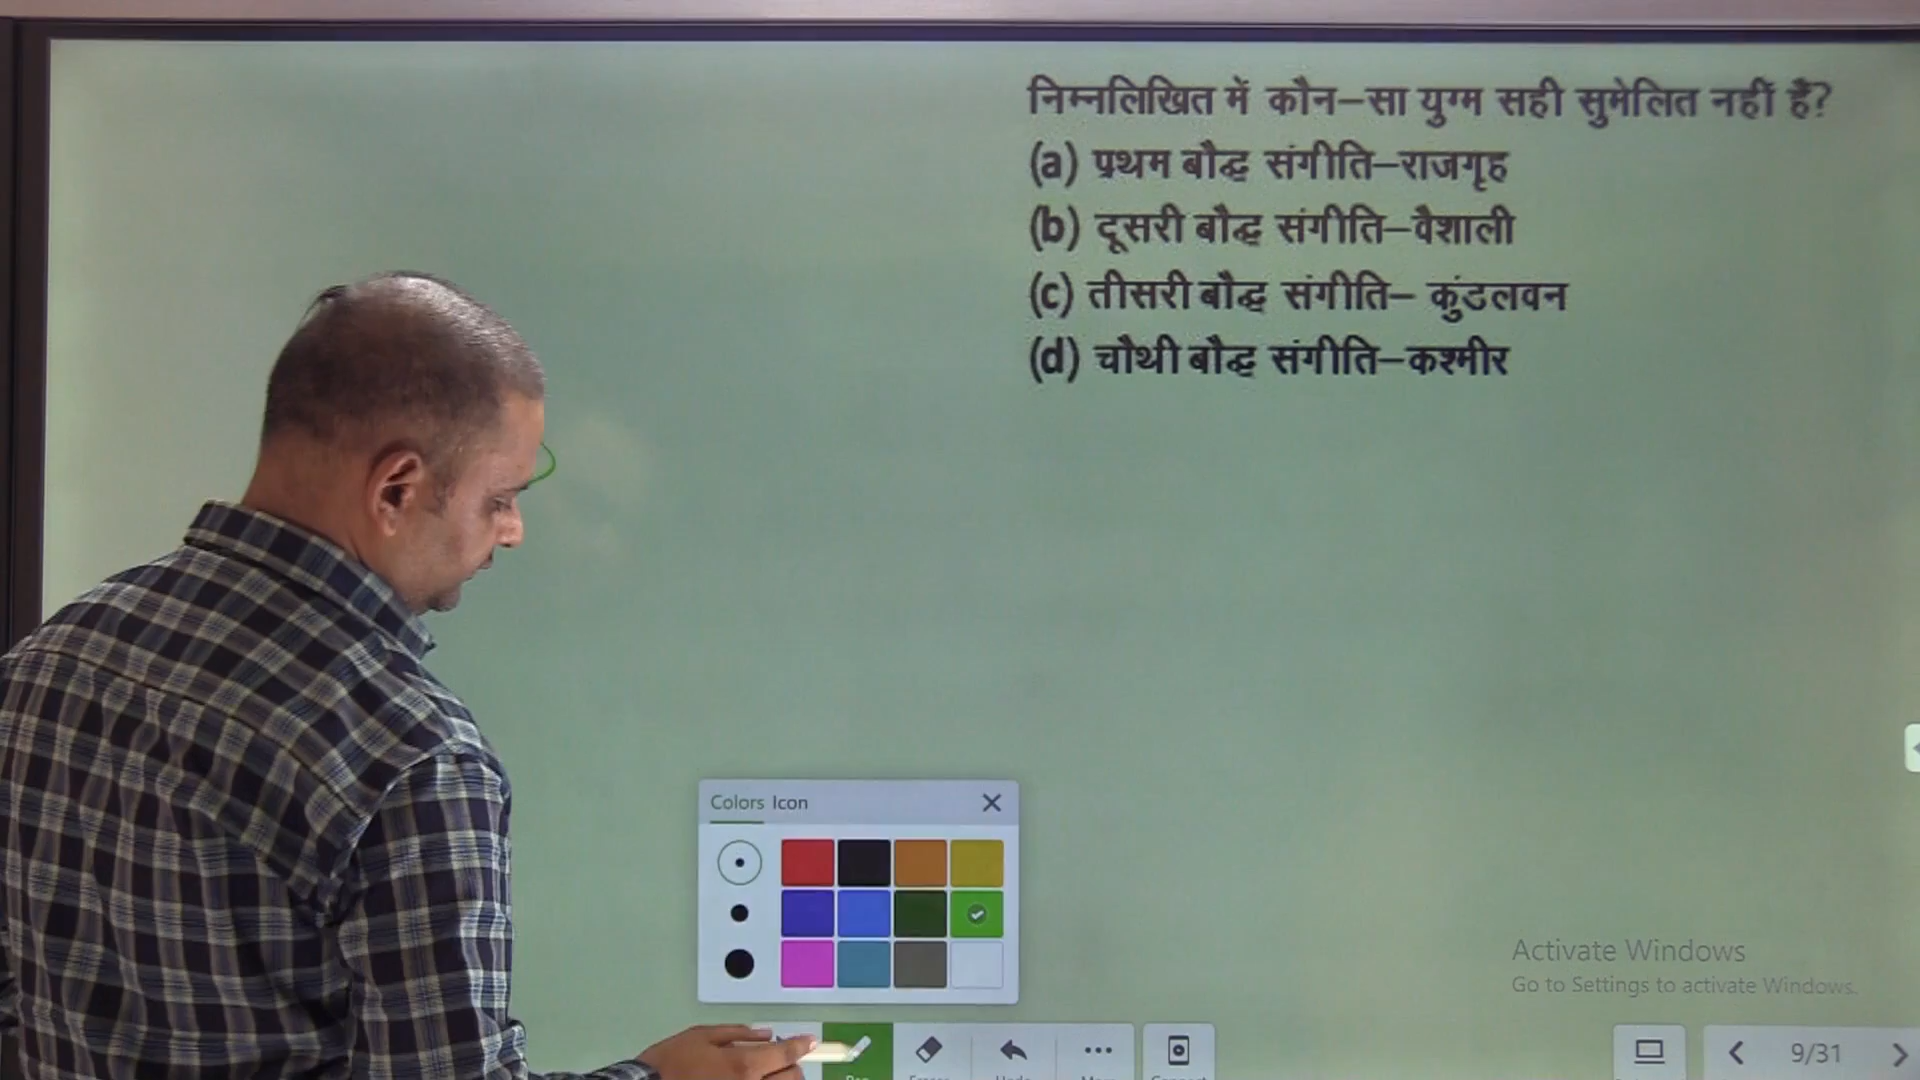 निम्नलिखित में कौन–सा युग्म सही सुमेलित नहीं हैं?
(a) प्रथम बौद्ध संगीति–राजगृह
(b) दूसरी बौद्ध संगीति–वैशाली
(c) तीसरी बौद्ध संगीति– कुंडलवन
(d) चौथी बौद्ध संगीति–कश्मीर
Colors Icon
Activate Windows
Go to Settings to activate Windows.
9/31